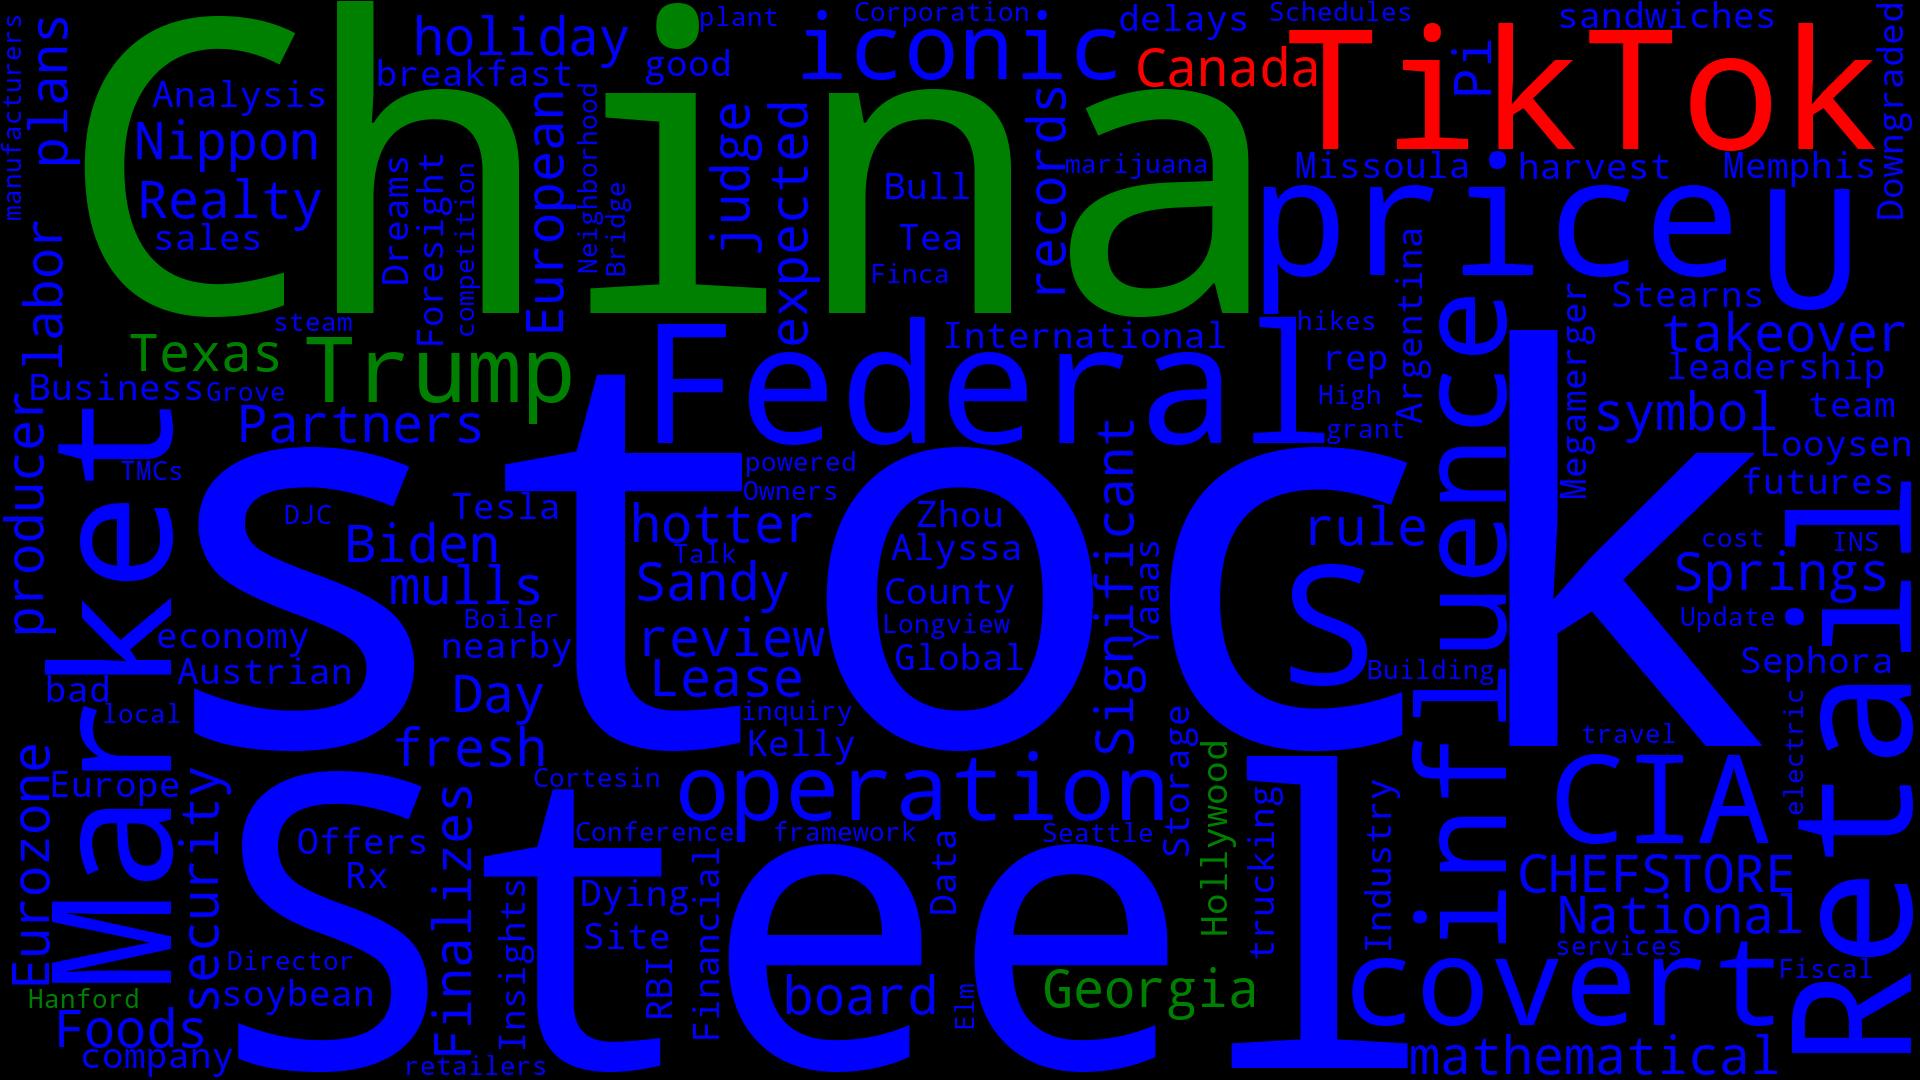 China
TikTok
stock
Steel
Federal
price
U
S
Market
Retail
influence
CIA
covert
operation
Trump
Texas
Canada
Georgia
Hollywood
Hanford
manufacturers
plans
labor
holiday
breakfast
plant
good
iconic
Corporation
delays
Schedules
sandwiches
Pi
Downgraded
Analysis
Nippon
Realty
sales
Dreams
Foresight
competition
European
Neighborhood
Bridge
judge
expected
Bull
Tea
Finca
records
marijuana
Missoula
harvest
Memphis
Stearns
takeover
leadership
Argentina
hikes
rep
High
grant
International
steam
Business
Grove
Partners
producer
TMCs
DJC
Tesla
Biden
mulls
Boiler
nearby
economy
Austrian
bad
local
Day
fresh
powered
Owners
hotter
Talk
Sandy
review
Lease
inquiry
Kelly
Zhou
Alyssa
County
Longview
Global
Significant
Yaaas
rule
Building
Megamerger
symbol
team
Looysen
futures
cost
INS
Springs
Update
Sephora
electric
travel
Storage
Cortesin
Conference
framework
Seattle
trucking
Industry
CHEFSTORE
National
services
Fiscal
mathematical
Eurozone
Europe
security
Offers
Rx
Director
soybean
Foods
company
Finalizes
retailers
Insights
Dying
Site
RBI
Financial
Data
board
Elm